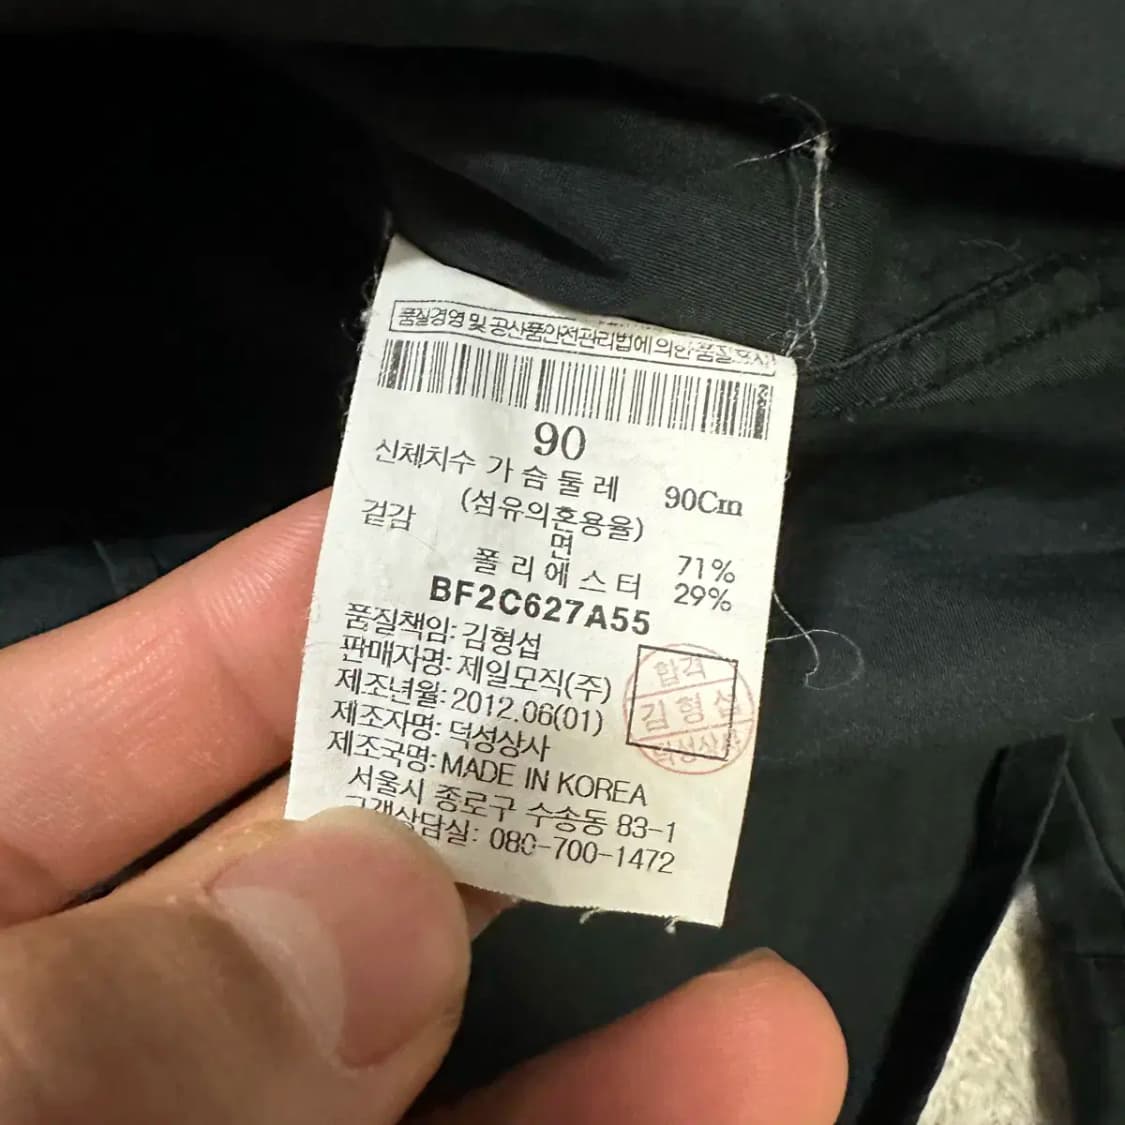 품질경영 및 공산품안전관리법에 의한 품질표시
90
신체치수 가슴둘레 90Cm
(섬유의혼용율)
겉감 면 71%
폴리에스터 29%
BF2C627A55
품질책임: 김형섭
판매자명: 제일모직(주)
제조년월: 2012.06(01)
제조자명: 덕성상사
제조국명: MADE IN KOREA
서울시 종로구 수송동 83-1
고객상담실: 080-700-1472
합격
김형섭
덕성상사